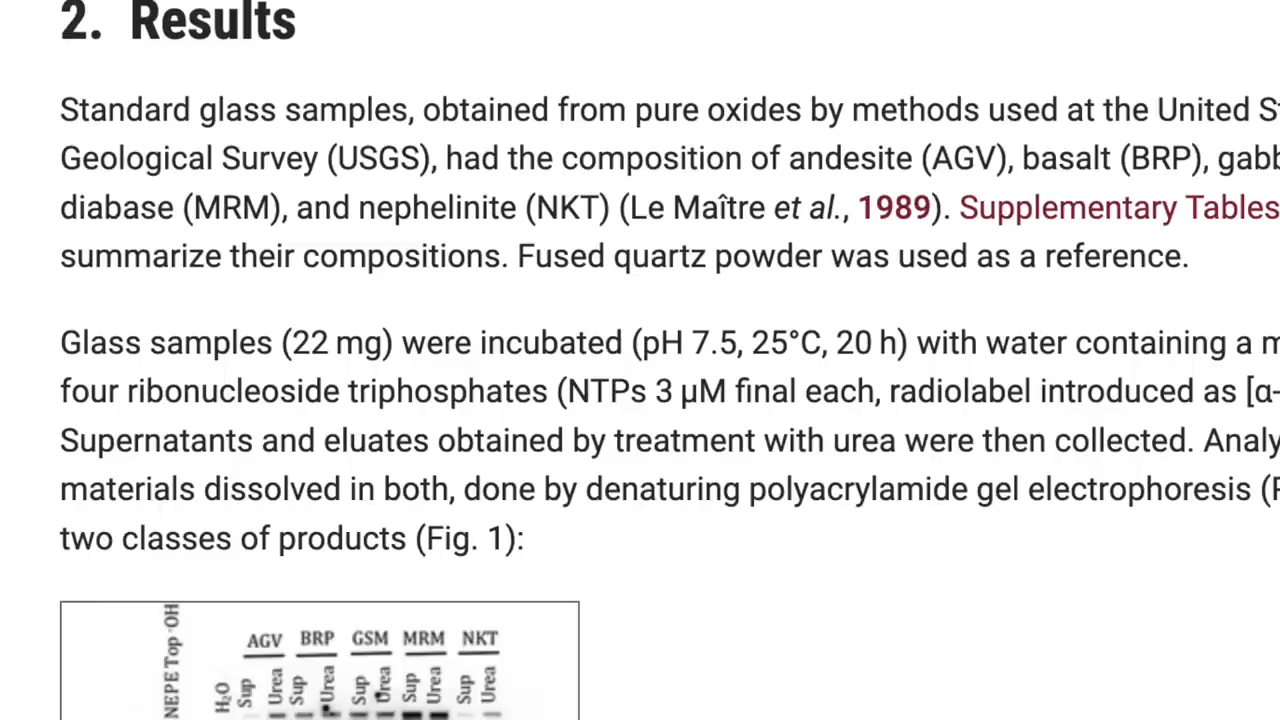 2. Results
Standard glass samples, obtained from pure oxides by methods used at the United
Geological Survey (USGS), had the composition of andesite (AGV), basalt (BRP),
diabase (MRM), and nephelinite (NKT) (Le Maître et al., 1989). Supplementary Tables
summarize their compositions. Fused quartz powder was used as a reference.
Glass samples (22 mg) were incubated (pH 7.5, 25°C, 20 h) with water containing a
four ribonucleoside triphosphates (NTPs 3 µM final each, radiolabel introduced as [α-
Supernatants and eluates obtained by treatment with urea were then collected.
materials dissolved in both, done by denaturing polyacrylamide gel electrophoresis
two classes of products (Fig. 1):
AGV BRP GSM MRM NKT
NEPE Top -OH H₂O Sup Urea Sup Urea Sup Urea Sup Urea Sup Urea